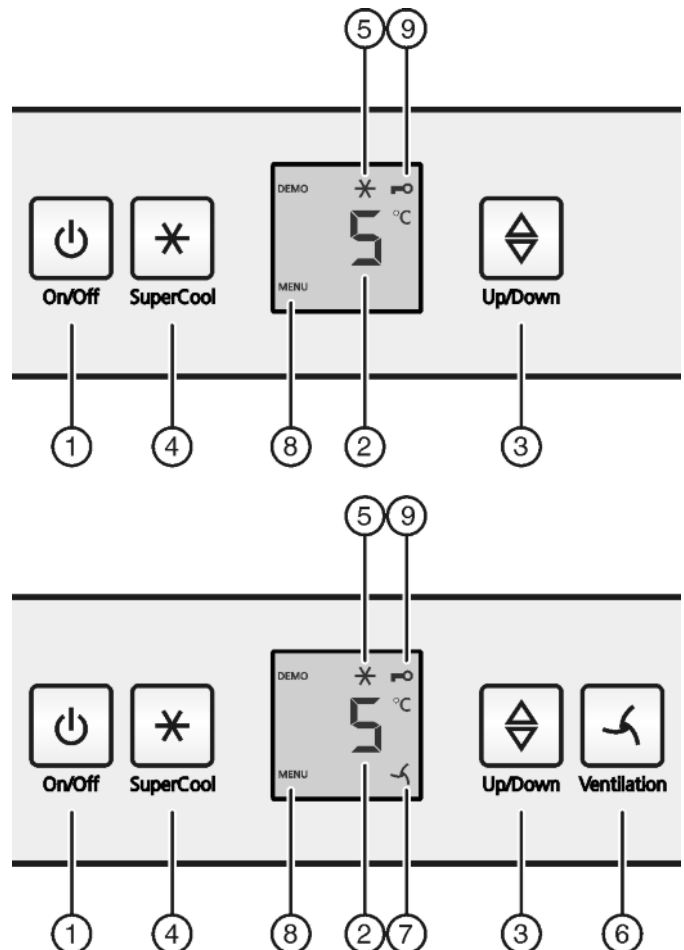 5 9
DEMO
5 °C
MENU
On/Off SuperCool Up/Down
1 4 8 2 3
5 9
DEMO
5 °C
MENU
On/Off SuperCool Up/Down Ventilation
1 4 8 2 7 3 6